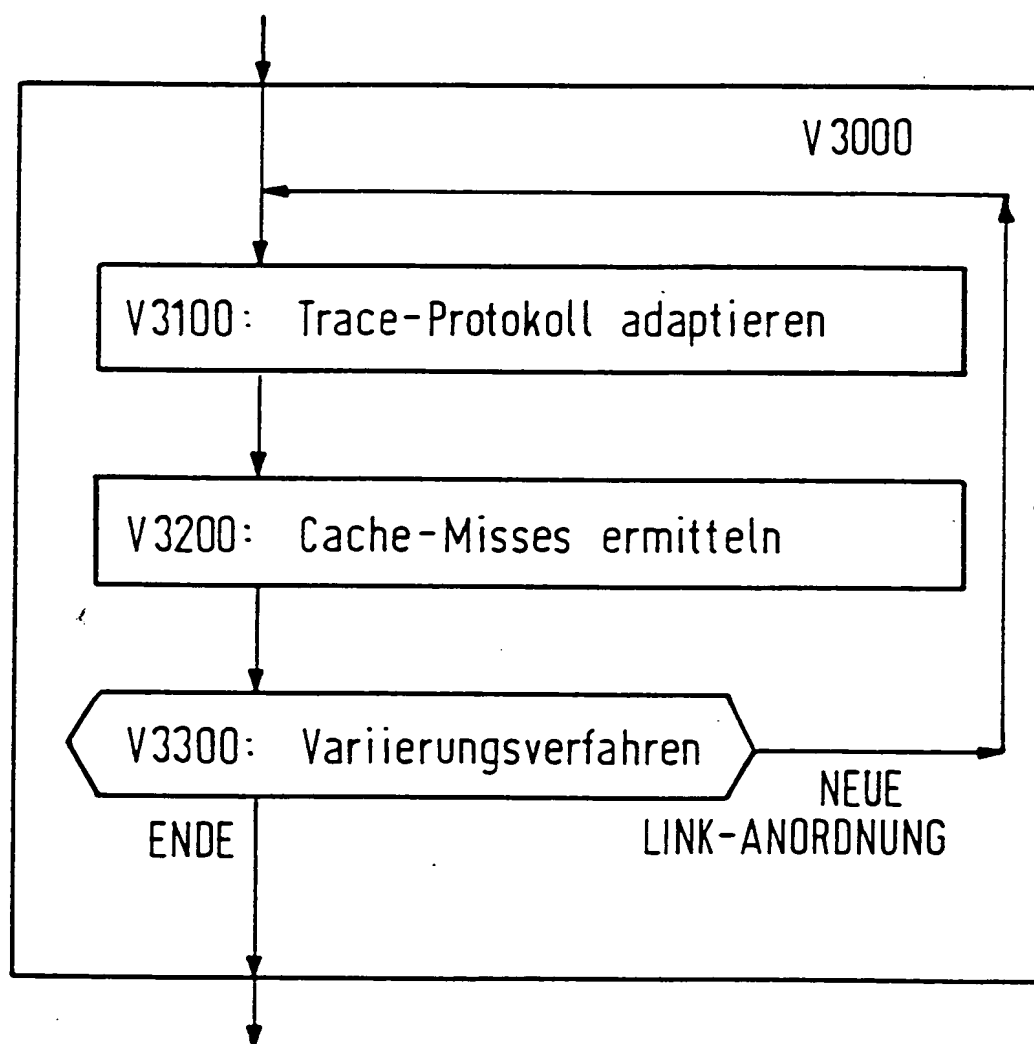 V3000
V3100: Trace-Protokoll adaptieren
V3200: Cache-Misses ermitteln
V3300: Variierungsverfahren
NEUE
LINK-ANORDNUNG
ENDE